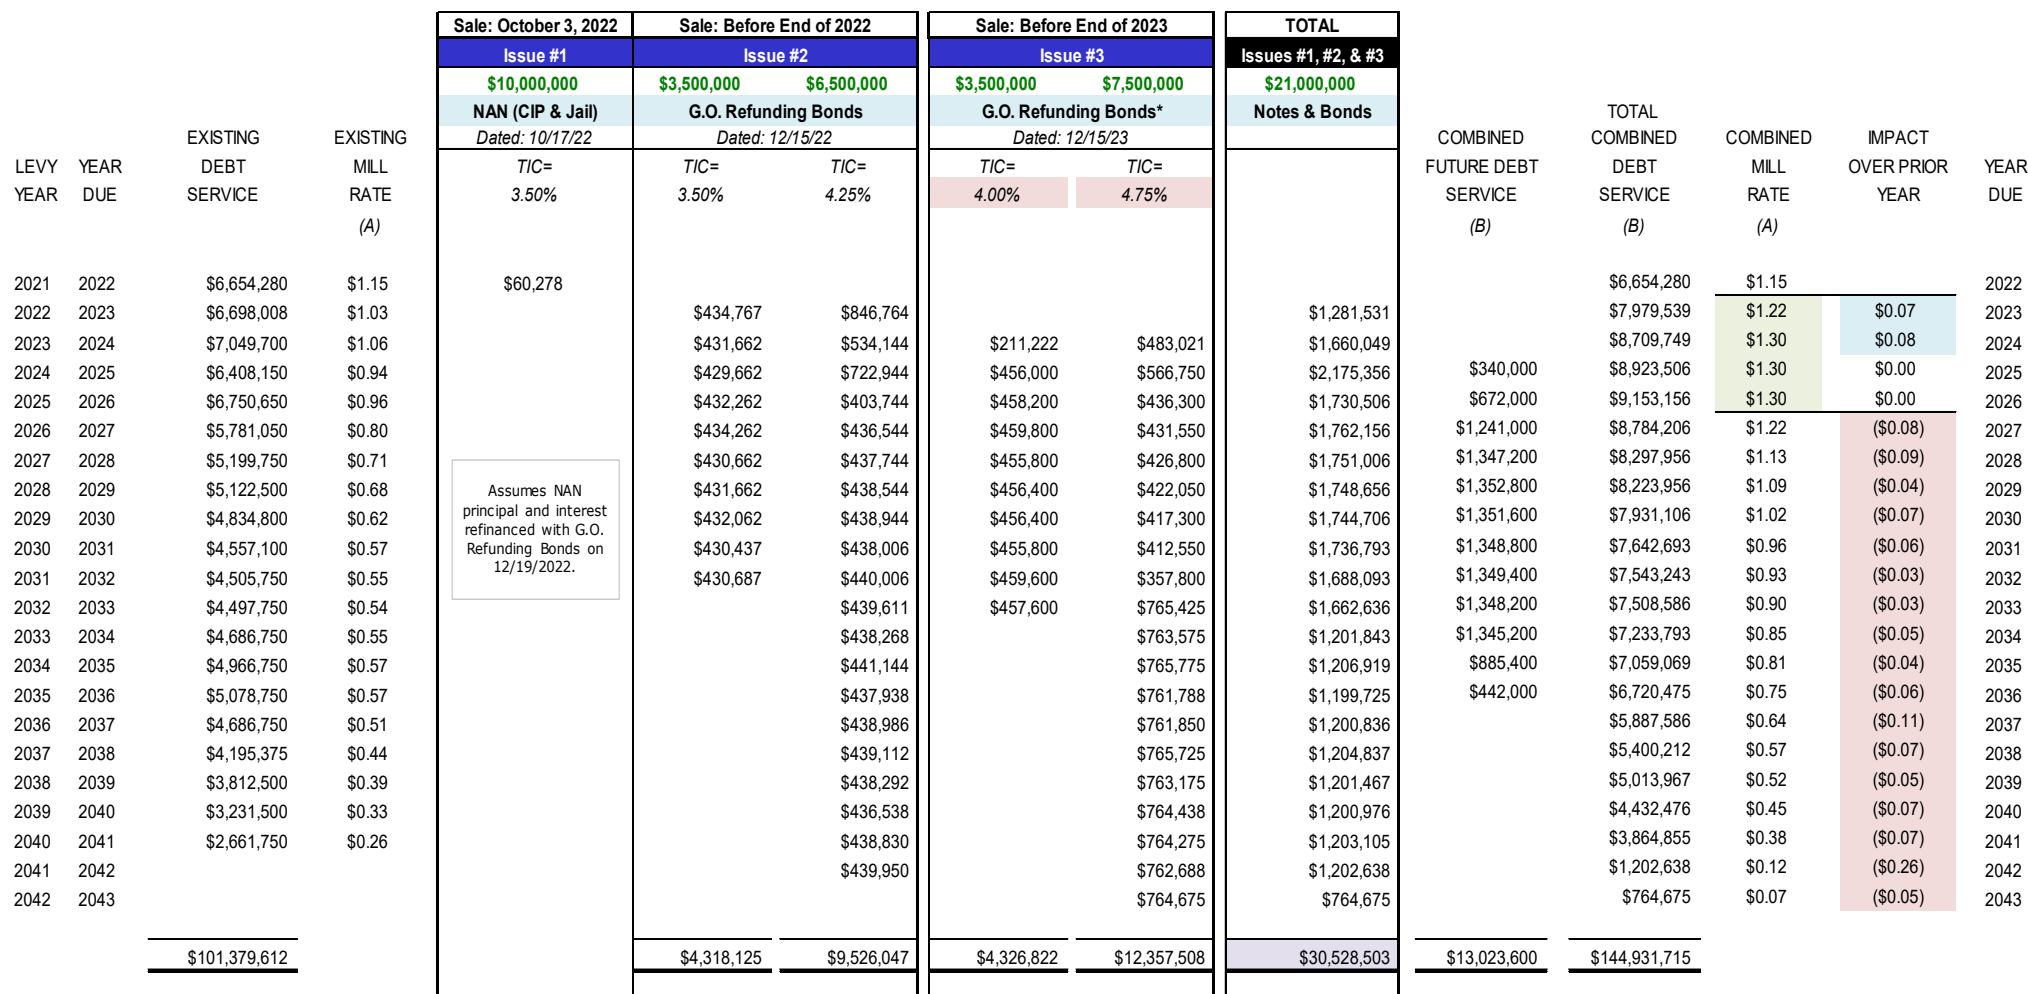 Sale: October 3, 2022 Sale: Before End of 2022 Sale: Before End of 2023 TOTAL
Issue #1 Issue #2 Issue #3 Issues #1, #2, & #3
$10,000,000 $3,500,000 $6,500,000 $3,500,000 $7,500,000 $21,000,000
NAN (CIP & Jail) G.O. Refunding Bonds G.O. Refunding Bonds* Notes & Bonds TOTAL
EXISTING EXISTING Dated: 10/17/22 Dated: 12/15/22 Dated: 12/15/23 COMBINED COMBINED COMBINED IMPACT
LEVY YEAR DEBT MILL TIC= TIC= TIC= TIC= TIC= FUTURE DEBT DEBT MILL OVER PRIOR YEAR
YEAR DUE SERVICE RATE 3.50% 3.50% 4.25% 4.00% 4.75% SERVICE SERVICE RATE YEAR DUE
(A) (B) (B) (A)
2021 2022 $6,654,280 $1.15 $60,278 $6,654,280 $1.15 2022
2022 2023 $6,698,008 $1.03 $434,767 $846,764 $1,281,531 $7,979,539 $1.22 $0.07 2023
2023 2024 $7,049,700 $1.06 $431,662 $534,144 $211,222 $483,021 $1,660,049 $8,709,749 $1.30 $0.08 2024
2024 2025 $6,408,150 $0.94 $429,662 $722,944 $456,000 $566,750 $2,175,356 $340,000 $8,923,506 $1.30 $0.00 2025
2025 2026 $6,750,650 $0.96 $432,262 $403,744 $458,200 $436,300 $1,730,506 $672,000 $9,153,156 $1.30 $0.00 2026
2026 2027 $5,781,050 $0.80 $434,262 $436,544 $459,800 $431,550 $1,762,156 $1,241,000 $8,784,206 $1.22 ($0.08) 2027
2027 2028 $5,199,750 $0.71 $430,662 $437,744 $455,800 $426,800 $1,751,006 $1,347,200 $8,297,956 $1.13 ($0.09) 2028
2028 2029 $5,122,500 $0.68 $431,662 $438,544 $456,400 $422,050 $1,748,656 $1,352,800 $8,223,956 $1.09 ($0.04) 2029
2029 2030 $4,834,800 $0.62 $432,062 $438,944 $456,400 $417,300 $1,744,706 $1,351,600 $7,931,106 $1.02 ($0.07) 2030
2030 2031 $4,557,100 $0.57 $430,437 $438,006 $455,800 $412,550 $1,736,793 $1,348,800 $7,642,693 $0.96 ($0.06) 2031
2031 2032 $4,505,750 $0.55 $430,687 $440,006 $459,600 $357,800 $1,688,093 $1,349,400 $7,543,243 $0.93 ($0.03) 2032
2032 2033 $4,497,750 $0.54 $439,611 $457,600 $765,425 $1,662,636 $1,348,200 $7,508,586 $0.90 ($0.03) 2033
2033 2034 $4,686,750 $0.55 $438,268 $763,575 $1,201,843 $1,345,200 $7,233,793 $0.85 ($0.05) 2034
2034 2035 $4,966,750 $0.57 $441,144 $765,775 $1,206,919 $885,400 $7,059,069 $0.81 ($0.04) 2035
2035 2036 $5,078,750 $0.57 $437,938 $761,788 $1,199,725 $442,000 $6,720,475 $0.75 ($0.06) 2036
2036 2037 $4,686,750 $0.51 $438,986 $761,850 $1,200,836 $5,887,586 $0.64 ($0.11) 2037
2037 2038 $4,195,375 $0.44 $439,112 $765,725 $1,204,837 $5,400,212 $0.57 ($0.07) 2038
2038 2039 $3,812,500 $0.39 $438,292 $763,175 $1,201,467 $5,013,967 $0.52 ($0.05) 2039
2039 2040 $3,231,500 $0.33 $436,538 $764,438 $1,200,976 $4,432,476 $0.45 ($0.07) 2040
2040 2041 $2,661,750 $0.26 $438,830 $764,275 $1,203,105 $3,864,855 $0.38 ($0.07) 2041
2041 2042 $439,950 $762,688 $1,202,638 $1,202,638 $0.12 ($0.26) 2042
2042 2043 $764,675 $764,675 $764,675 $0.07 ($0.05) 2043
Assumes NAN
principal and interest
refinanced with G.O.
Refunding Bonds on
12/19/2022.
$101,379,612 $4,318,125 $9,526,047 $4,326,822 $12,357,508 $30,528,503 $13,023,600 $144,931,715